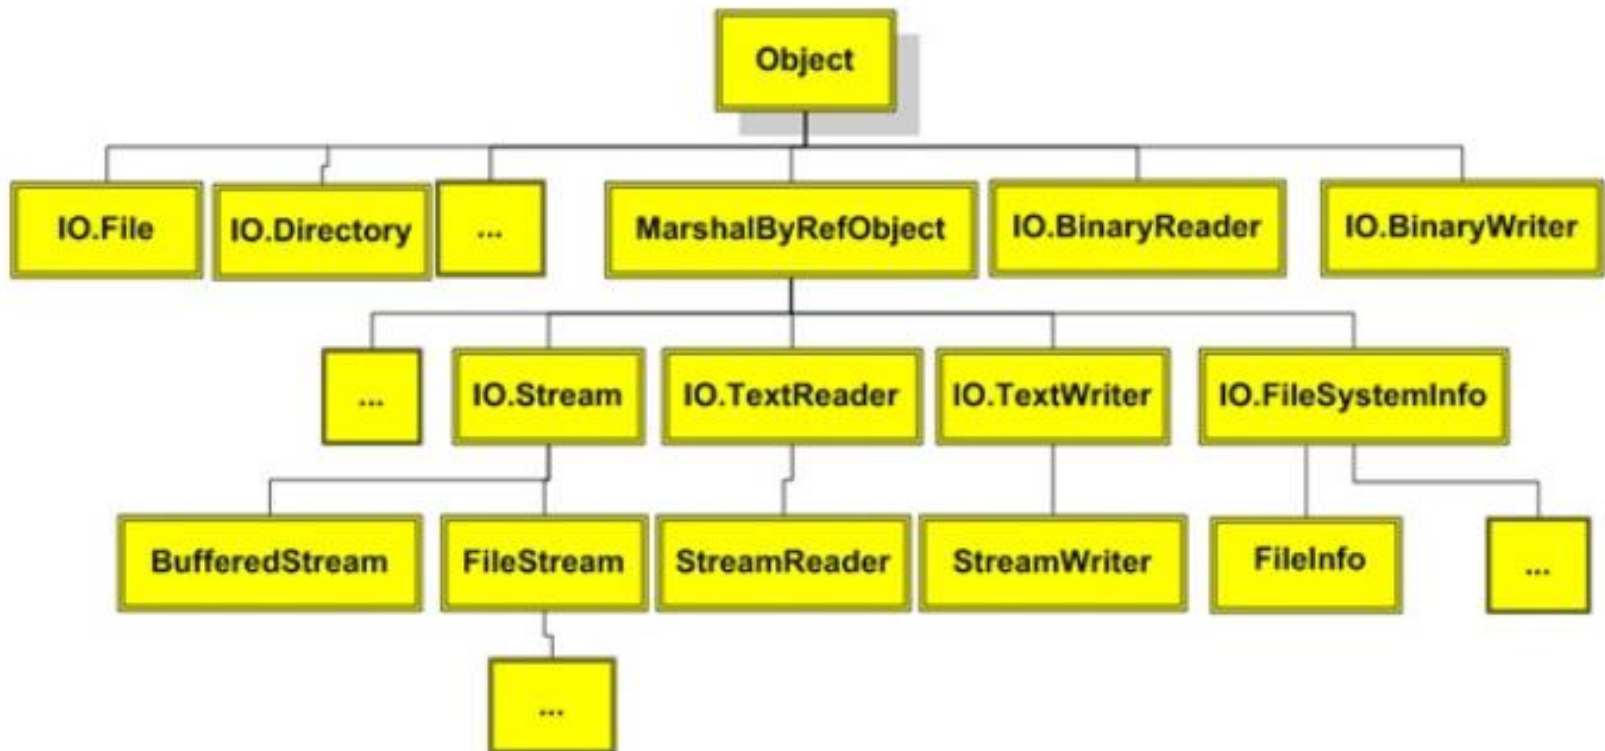 Object
IO.File
IO.Directory
...
MarshalByRefObject
IO.BinaryReader
IO.BinaryWriter
...
IO.Stream
IO.TextReader
IO.TextWriter
IO.FileSystemInfo
BufferedStream
FileStream
StreamReader
StreamWriter
FileInfo
...
...